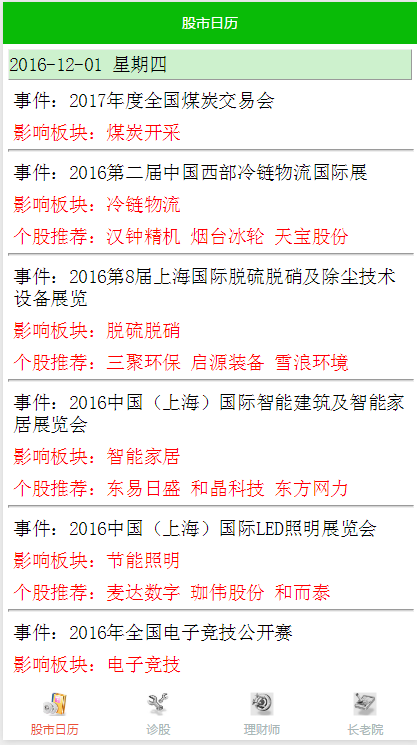 股市日历
2016-12-01 星期四
事件：2017年度全国煤炭交易会
影响板块：煤炭开采
事件：2016第二届中国西部冷链物流国际展
影响板块：冷链物流
个股推荐：汉钟精机 烟台冰轮 天宝股份
事件：2016第8届上海国际脱硫脱硝及除尘技术
设备展览
影响板块：脱硫脱硝
个股推荐：三聚环保 启源装备 雪浪环境
事件：2016中国（上海）国际智能建筑及智能家
居展览会
影响板块：智能家居
个股推荐：东易日盛 和晶科技 东方网力
事件：2016中国（上海）国际LED照明展览会
影响板块：节能照明
个股推荐：麦达数字 珈伟股份 和而泰
事件：2016年全国电子竞技公开赛
影响板块：电子竞技
股市日历 诊股 理财师 长老院